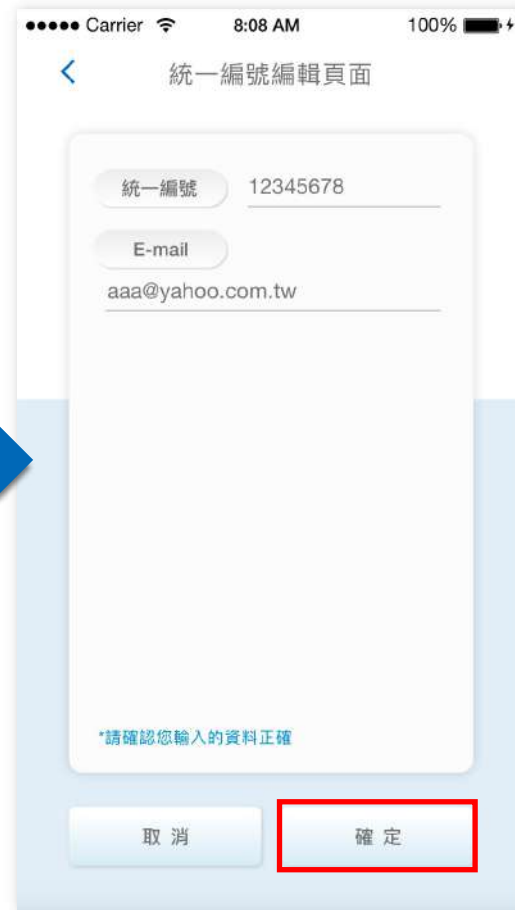 Carrier 8:08 AM 100%
統一編號編輯頁面
統一編號 12345678
E-mail
aaa@yahoo.com.tw
*請確認您輸入的資料正確
取消 確定